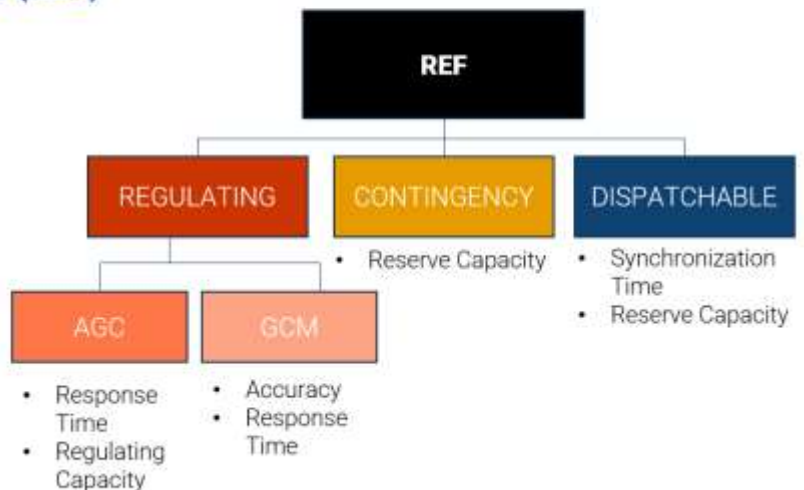 REF
REGULATING
CONTINGENCY
DISPATCHABLE
• Reserve Capacity
• Synchronization
Time
• Reserve Capacity
AGC
GCM
• Response
Time
• Regulating
Capacity
• Accuracy
• Response
Time